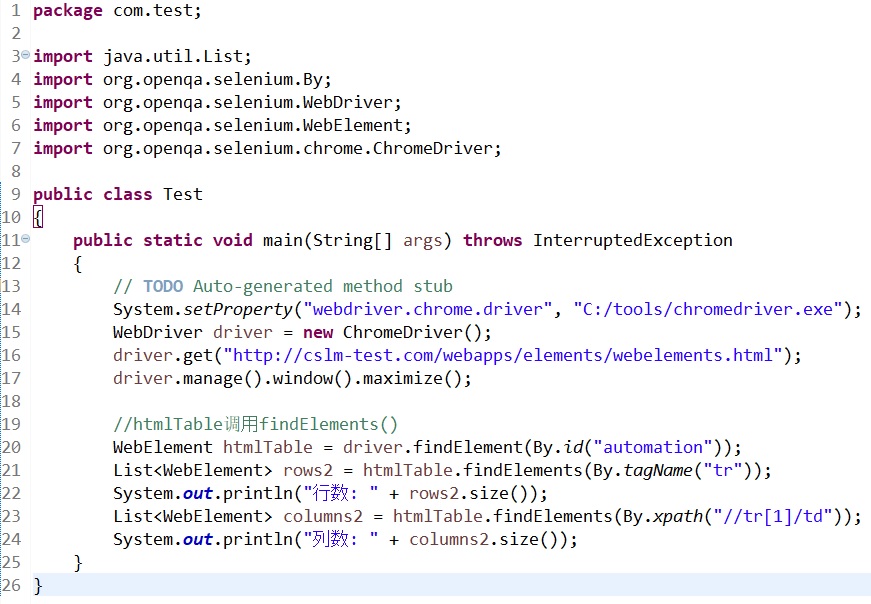 1 package com.test;
2
3 import java.util.List;
4 import org.openqa.selenium.By;
5 import org.openqa.selenium.WebDriver;
6 import org.openqa.selenium.WebElement;
7 import org.openqa.selenium.chrome.ChromeDriver;
8
9 public class Test
10 {
11     public static void main(String[] args) throws InterruptedException
12     {
13         // TODO Auto-generated method stub
14         System.setProperty("webdriver.chrome.driver", "C:/tools/chromedriver.exe");
15         WebDriver driver = new ChromeDriver();
16         driver.get("http://cslm-test.com/webapps/elements/webelements.html");
17         driver.manage().window().maximize();
18
19         //htmlTable调用findElements()
20         WebElement htmlTable = driver.findElement(By.id("automation"));
21         List<WebElement> rows2 = htmlTable.findElements(By.tagName("tr"));
22         System.out.println("行数: " + rows2.size());
23         List<WebElement> columns2 = htmlTable.findElements(By.xpath("//tr[1]/td"));
24         System.out.println("列数: " + columns2.size());
25     }
26 }